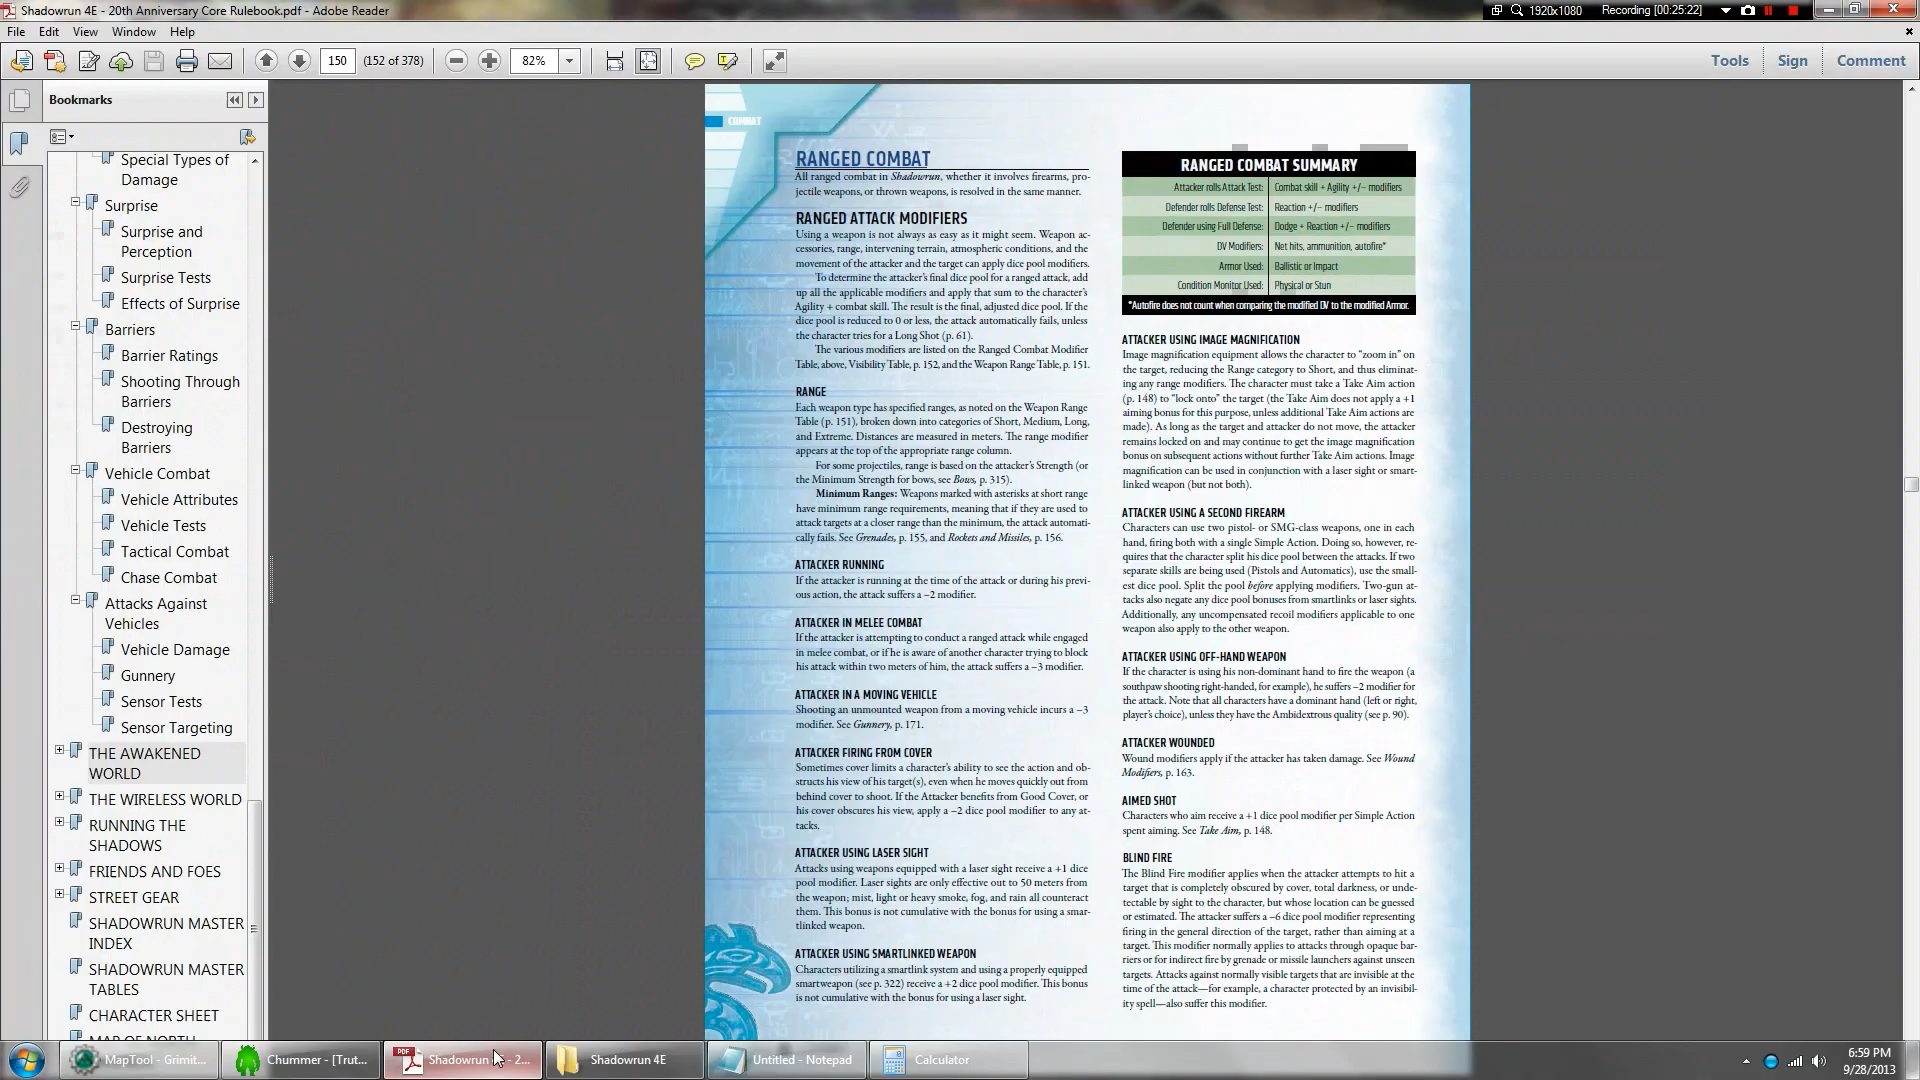 Shadowrun 4E - 20th Anniversary Core Rulebook.pdf - Adobe Reader
1920x1080
Recording [00:25:22]
File Edit View Window Help
150 (152 of 378)
82%
Tools Sign Comment
Bookmarks
Special Types of
Damage
Surprise
Surprise and
Perception
Surprise Tests
Effects of Surprise
Barriers
Barrier Ratings
Shooting Through
Barriers
Destroying
Barriers
Vehicle Combat
Vehicle Attributes
Vehicle Tests
Tactical Combat
Chase Combat
Attacks Against
Vehicles
Vehicle Damage
Gunnery
Sensor Tests
Sensor Targeting
THE AWAKENED
WORLD
THE WIRELESS WORLD
RUNNING THE
SHADOWS
FRIENDS AND FOES
STREET GEAR
SHADOWRUN MASTER
INDEX
SHADOWRUN MASTER
TABLES
CHARACTER SHEET
MAP OF NORTH
COMBAT
RANGED COMBAT
All ranged combat in Shadowrun, whether it involves firearms, pro-
jectile weapons, or thrown weapons, is resolved in the same manner.
RANGED ATTACK MODIFIERS
Using a weapon is not always as easy as it might seem. Weapon ac-
cessories, range, intervening terrain, atmospheric conditions, and the
movement of the attacker and the target can apply dice pool modifiers.
To determine the attacker's final dice pool for a ranged attack, add
up all the applicable modifiers and apply that sum to the character's
Agility + combat skill. The result is the final, adjusted dice pool. If the
dice pool is reduced to 0 or less, the attack automatically fails, unless
the character tries for a Long Shot (p. 61).
The various modifiers are listed on the Ranged Combat Modifier
Table, above, Visibility Table, p. 152, and the Weapon Range Table, p. 151.
RANGE
Each weapon type has specified ranges, as noted on the Weapon Range
Table (p. 151), broken down into categories of Short, Medium, Long,
and Extreme. Distances are measured in meters. The range modifier
appears at the top of the appropriate range column.
For some projectiles, range is based on the attacker's Strength (or
the Minimum Strength for bows, see Bows, p. 315).
Minimum Ranges: Weapons marked with asterisks at short range
have minimum range requirements, meaning that if they are used to
attack targets at a closer range than the minimum, the attack automati-
cally fails. See Grenades, p. 155, and Rockets and Missiles, p. 156.
ATTACKER RUNNING
If the attacker is running at the time of the attack or during his previ-
ous action, the attack suffers a –2 modifier.
ATTACKER IN MELEE COMBAT
If the attacker is attempting to conduct a ranged attack while engaged
in melee combat, or if he is aware of another character trying to block
his attack within two meters of him, the attack suffers a –3 modifier.
ATTACKER IN A MOVING VEHICLE
Shooting an unmounted weapon from a moving vehicle incurs a –3
modifier. See Gunnery, p. 171.
ATTACKER FIRING FROM COVER
Sometimes cover limits a character's ability to see the action and ob-
structs his view of his target(s), even when he moves quickly out from
behind cover to shoot. If the Attacker benefits from Good Cover, or
his cover obscures his view, apply a –2 dice pool modifier to any at-
tacks.
ATTACKER USING LASER SIGHT
Attacks using weapons equipped with a laser sight receive a +1 dice
pool modifier. Laser sights are only effective out to 50 meters from
the weapon; mist, light or heavy smoke, fog, and rain all counteract
them. This bonus is not cumulative with the bonus for using a smar-
tlinked weapon.
ATTACKER USING SMARTLINKED WEAPON
Characters utilizing a smartlink system and using a properly equipped
smartweapon (see p. 322) receive a +2 dice pool modifier. This bonus
is not cumulative with the bonus for using a laser sight.
RANGED COMBAT SUMMARY
Attacker rolls Attack Test: Combat skill + Agility +/– modifiers
Defender rolls Defense Test: Reaction +/– modifiers
Defender using Full Defense: Dodge + Reaction +/– modifiers
DV Modifiers: Net hits, ammunition, autofire*
Armor Used: Ballistic or Impact
Condition Monitor Used: Physical or Stun
*Autofire does not count when comparing the modified DV to the modified Armor.
ATTACKER USING IMAGE MAGNIFICATION
Image magnification equipment allows the character to "zoom in" on
the target, reducing the Range category to Short, and thus eliminat-
ing any range modifiers. The character must take a Take Aim action
(p. 148) to "lock onto" the target (the Take Aim does not apply a +1
aiming bonus for this purpose, unless additional Take Aim actions are
made). As long as the target and attacker do not move, the attacker
remains locked on and may continue to get the image magnification
bonus on subsequent actions without further Take Aim actions. Image
magnification can be used in conjunction with a laser sight or smart-
linked weapon (but not both).
ATTACKER USING A SECOND FIREARM
Characters can use two pistol- or SMG-class weapons, one in each
hand, firing both with a single Simple Action. Doing so, however, re-
quires that the character split his dice pool between the attacks. If two
separate skills are being used (Pistols and Automatics), use the small-
est dice pool. Split the pool before applying modifiers. Two-gun at-
tacks also negate any dice pool bonuses from smartlinks or laser sights.
Additionally, any uncompensated recoil modifiers applicable to one
weapon also apply to the other weapon.
ATTACKER USING OFF-HAND WEAPON
If the character is using his non-dominant hand to fire the weapon (a
southpaw shooting right-handed, for example), he suffers –2 modifier for
the attack. Note that all characters have a dominant hand (left or right,
player's choice), unless they have the Ambidextrous quality (see p. 90).
ATTACKER WOUNDED
Wound modifiers apply if the attacker has taken damage. See Wound
Modifiers, p. 163.
AIMED SHOT
Characters who aim receive a +1 dice pool modifier per Simple Action
spent aiming. See Take Aim, p. 148.
BLIND FIRE
The Blind Fire modifier applies when the attacker attempts to hit a
target that is completely obscured by cover, total darkness, or unde-
tectable by sight to the character, but whose location can be guessed
or estimated. The attacker suffers a –6 dice pool modifier representing
firing in the general direction of the target, rather than aiming at a
target. This modifier normally applies to attacks through opaque bar-
riers or for indirect fire by grenade or missile launchers against unseen
targets. Attacks against normally visible targets that are invisible at the
time of the attack—for example, a character protected by an invisibil-
ity spell—also suffer this modifier.
MapTool - Grimit...
Chummer - [Trut...
Shadowrun - 2...
Shadowrun 4E
Untitled - Notepad
Calculator
6:59 PM
9/28/2013